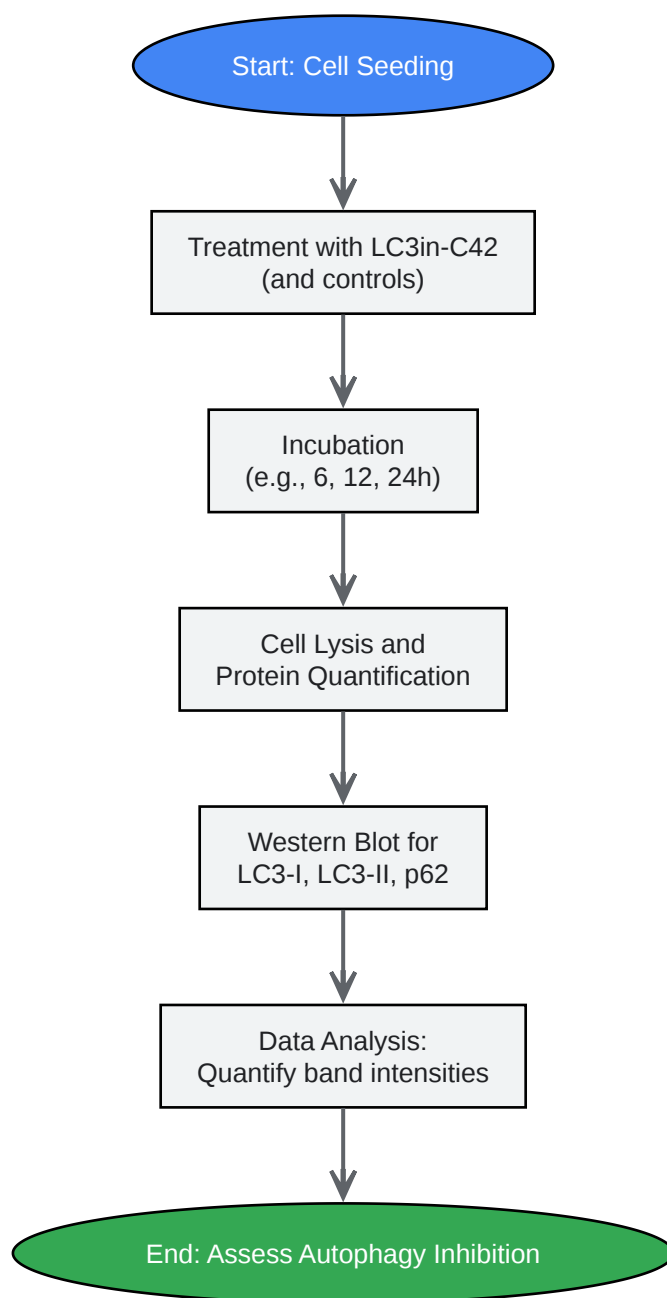 Start: Cell Seeding
Treatment with LC3in-C42
(and controls)
Incubation
(e.g., 6, 12, 24h)
Cell Lysis and
Protein Quantification
Western Blot for
LC3-I, LC3-II, p62
Data Analysis:
Quantify band intensities
End: Assess Autophagy Inhibition